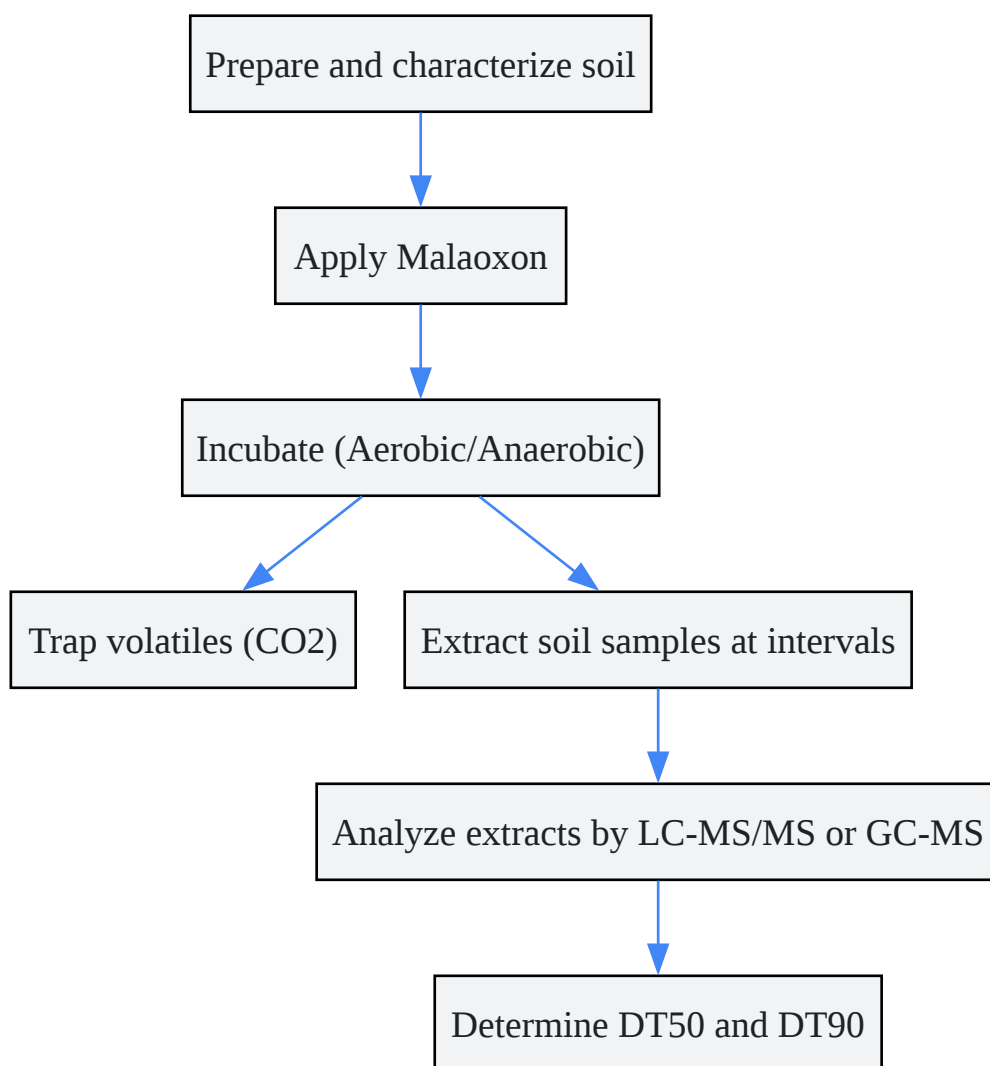 Prepare and characterize soil
Apply Malaoxon
Incubate (Aerobic/Anaerobic)
Trap volatiles (CO2)
Extract soil samples at intervals
Analyze extracts by LC-MS/MS or GC-MS
Determine DT50 and DT90